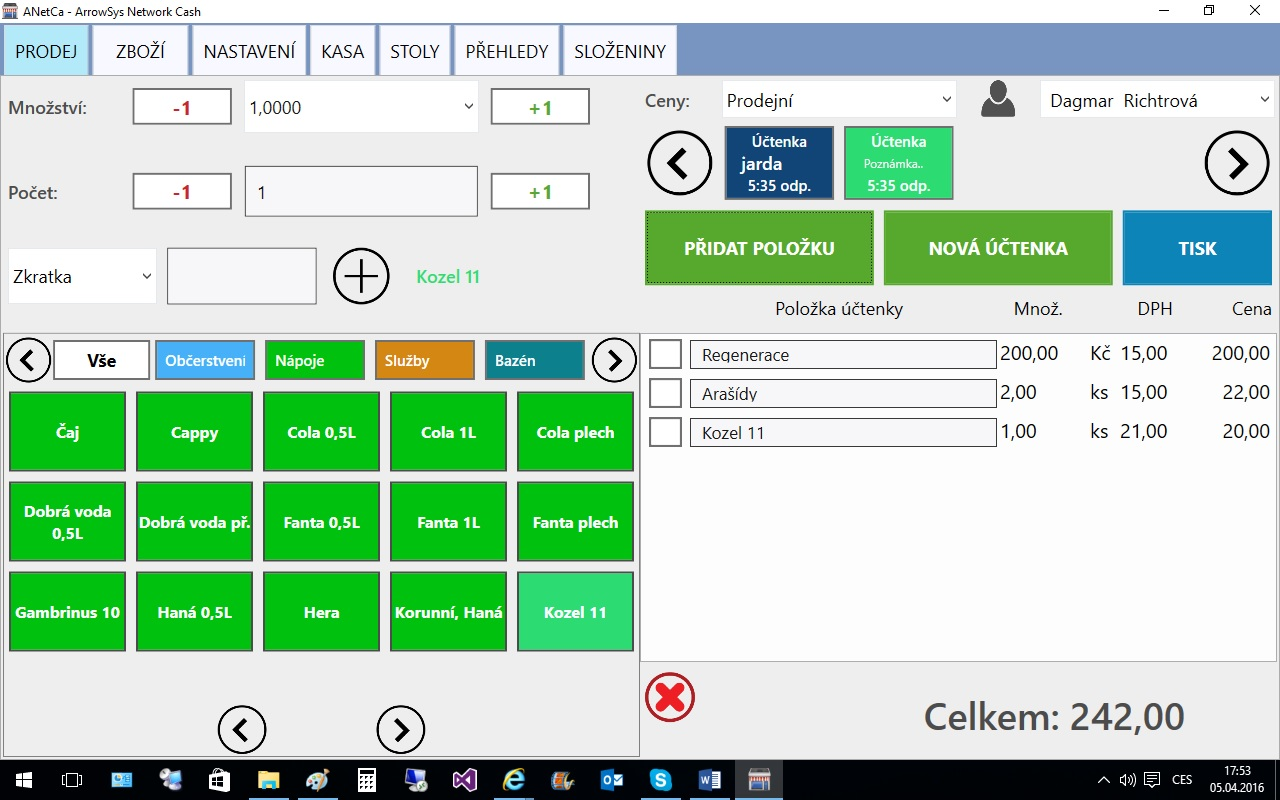 ANetCa - ArrowSys Network Cash
PRODEJ ZBOŽÍ NASTAVENÍ KASA STOLY PŘEHLEDY SLOŽENINY
Množství: -1 1,0000 +1
Ceny: Prodejní Dagmar Richtrová
Účtenka
jarda
5:35 odp.
Účtenka
Poznámka..
5:35 odp.
Počet: -1 1 +1
PŘIDAT POLOŽKU NOVÁ ÚČTENKA TISK
Zkratka Kozel 11
Položka účtenky Množ. DPH Cena
Vše Občerstvení Nápoje Služby Bazén
Čaj Cappy Cola 0,5L Cola 1L Cola plech
Dobrá voda
0,5L
Dobrá voda př. Fanta 0,5L Fanta 1L Fanta plech
Gambrinus 10 Haná 0,5L Hera Korunní, Haná Kozel 11
Regenerace 200,00 Kč 15,00 200,00
Arašídy 2,00 ks 15,00 22,00
Kozel 11 1,00 ks 21,00 20,00
Celkem: 242,00
CES
17:53
05.04.2016